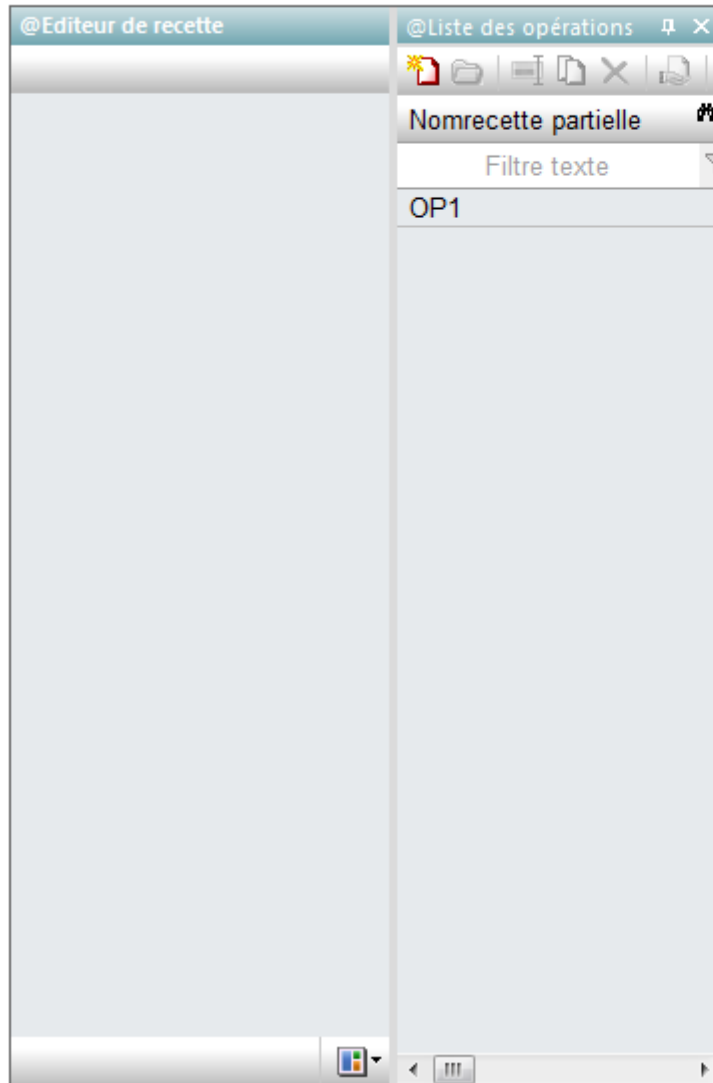 @Editeur de recette
@Liste des opérations
Nomrecette partielle
Filtre texte
OP1